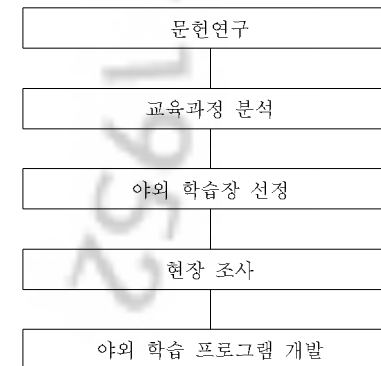 문헌연구
교육과정 분석
야외 학습장 선정
현장 조사
야외 학습 프로그램 개발